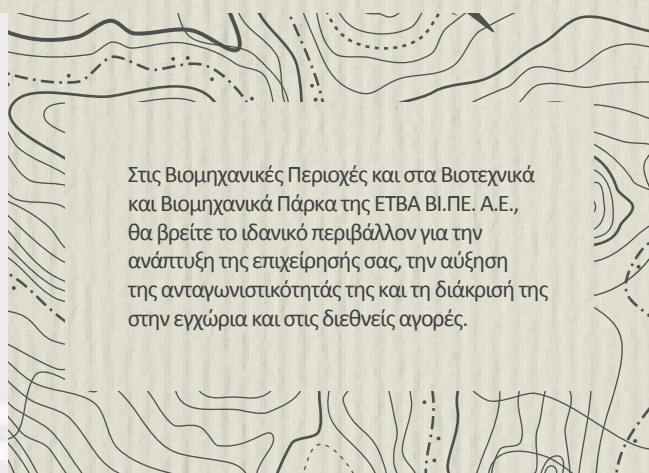 Στις Βιομηχανικές Περιοχές και στα Βιοτεχνικά
και Βιομηχανικά Πάρκα της ΕΤΒΑ ΒΙ.ΠΕ. Α.Ε.,
θα βρείτε το ιδανικό περιβάλλον για την
ανάπτυξη της επιχείρησής σας, την αύξηση
της ανταγωνιστικότητάς της και τη διάκρισή της
στην εγχώρια και στις διεθνείς αγορές.